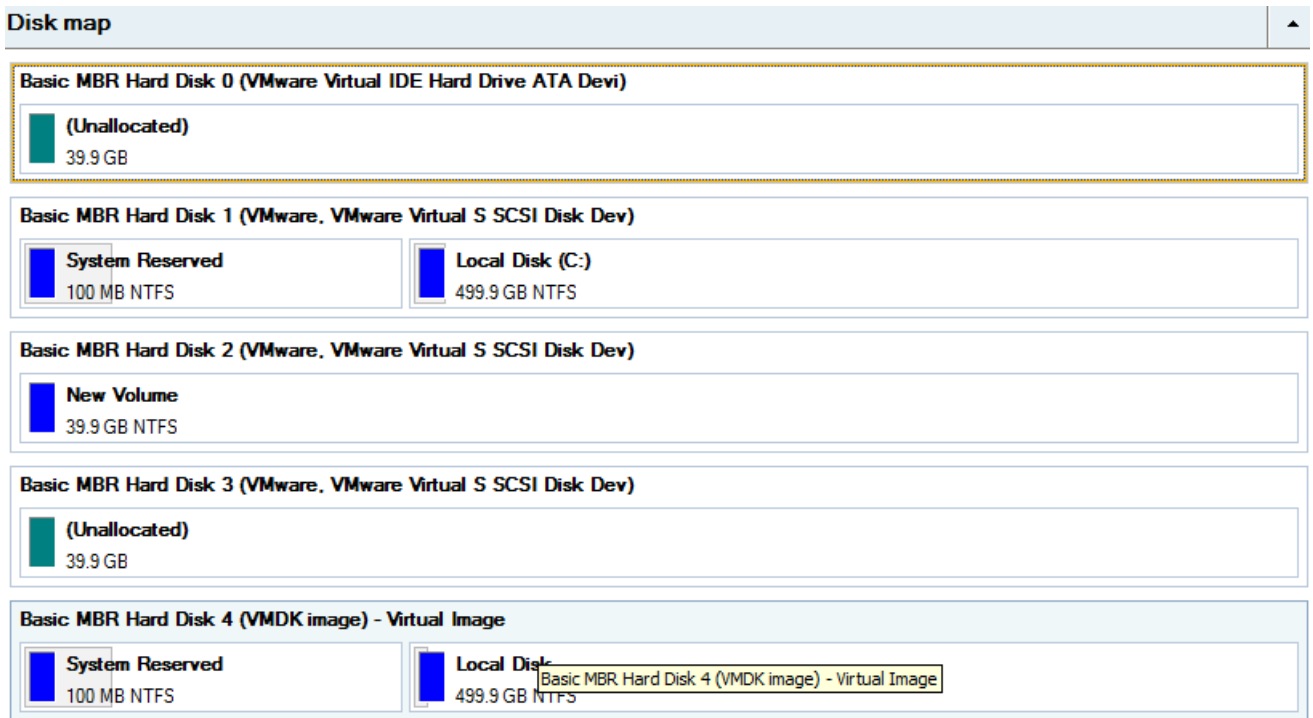 Disk map
Basic MBR Hard Disk 0 (VMware Virtual IDE Hard Drive ATA Devi)
(Unallocated)
39.9 GB
Basic MBR Hard Disk 1 (VMware, VMware Virtual S SCSI Disk Dev)
System Reserved Local Disk (C:)
100 MB NTFS 499.9 GB NTFS
Basic MBR Hard Disk 2 (VMware, VMware Virtual S SCSI Disk Dev)
New Volume
39.9 GB NTFS
Basic MBR Hard Disk 3 (VMware, VMware Virtual S SCSI Disk Dev)
(Unallocated)
39.9 GB
Basic MBR Hard Disk 4 (VMDK image) - Virtual Image
System Reserved Local Disk
Basic MBR Hard Disk 4 (VMDK image) - Virtual Image
100 MB NTFS 499.9 GB NTFS